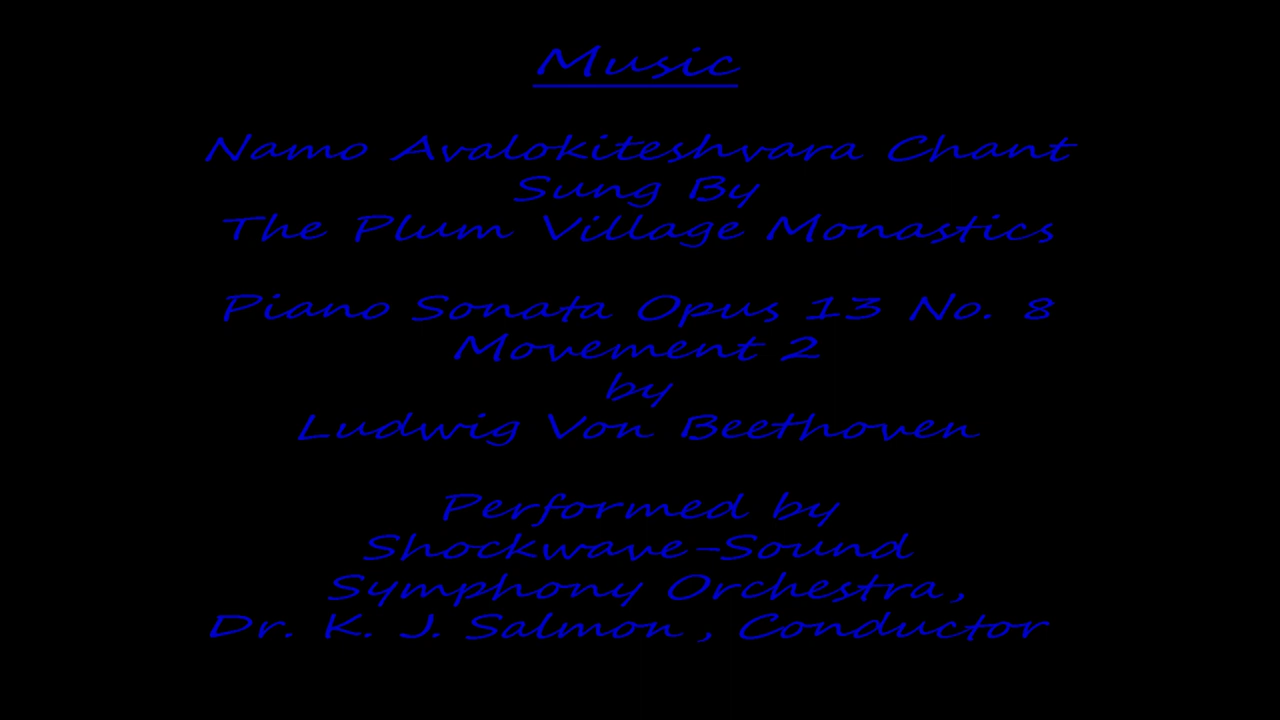 Music
Namo Avalokiteshvara Chant
Sung By
The Plum Village Monastics
Piano Sonata Opus 13 No. 8
Movement 2
by
Ludwig Von Beethoven
Performed by
Shockwave-Sound
Symphony Orchestra,
Dr. K. J. Salmon, Conductor